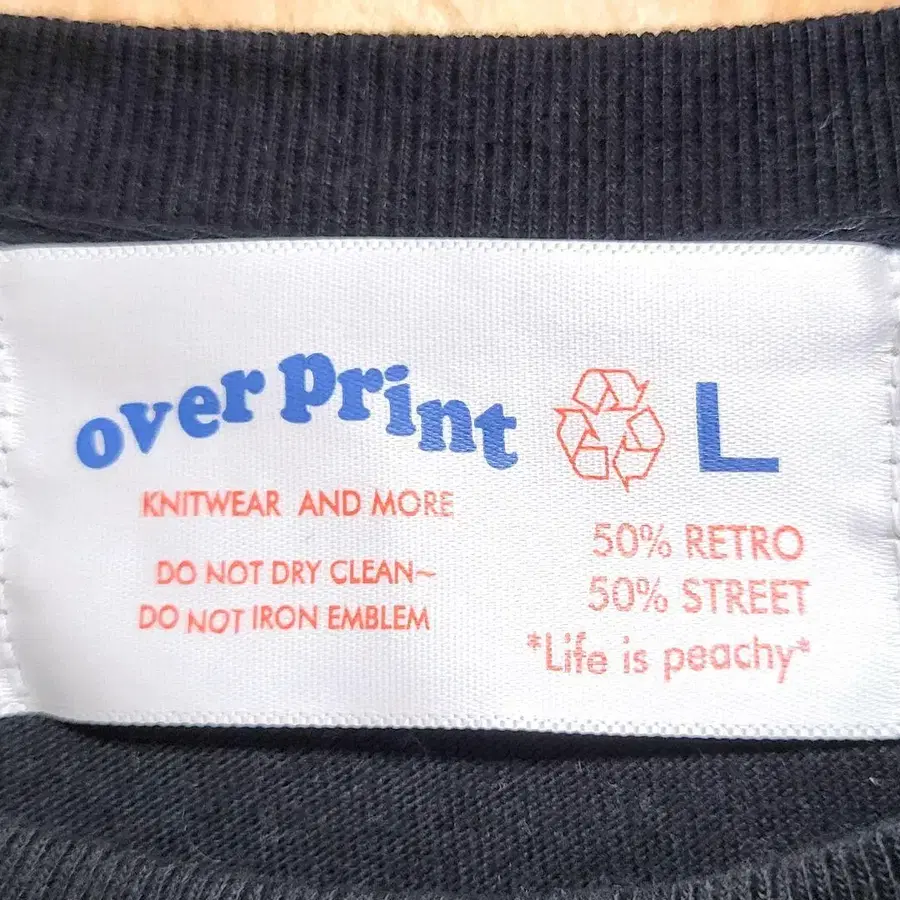 over print L
KNITWEAR AND MORE
DO NOT DRY CLEAN~
DO NOT IRON EMBLEM
50% RETRO
50% STREET
*Life is peachy*